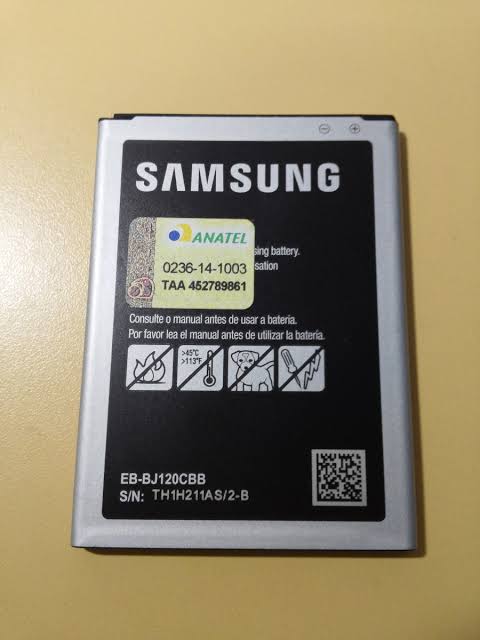 SAMSUNG
ANATEL
sing battery.
0236-14-1003
sation
TAA 452789861
Consulte o manual antes de usar a bateria.
Por favor lea el manual antes de utilizar la batería.
>45°C
>113°F
EB-BJ120CBB
S/N: TH1H211AS/2-B